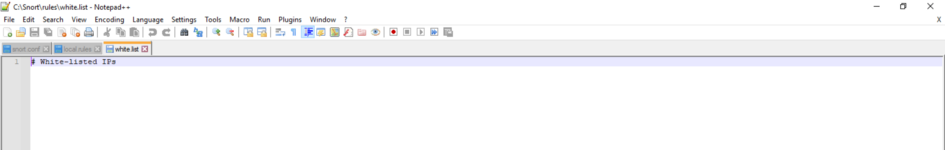 C:\Snort\rules\white.list - Notepad++
File Edit Search View Encoding Language Settings Tools Macro Run Plugins Window ?
X
snort.conf local.rules white.list
1 # White-listed IPs